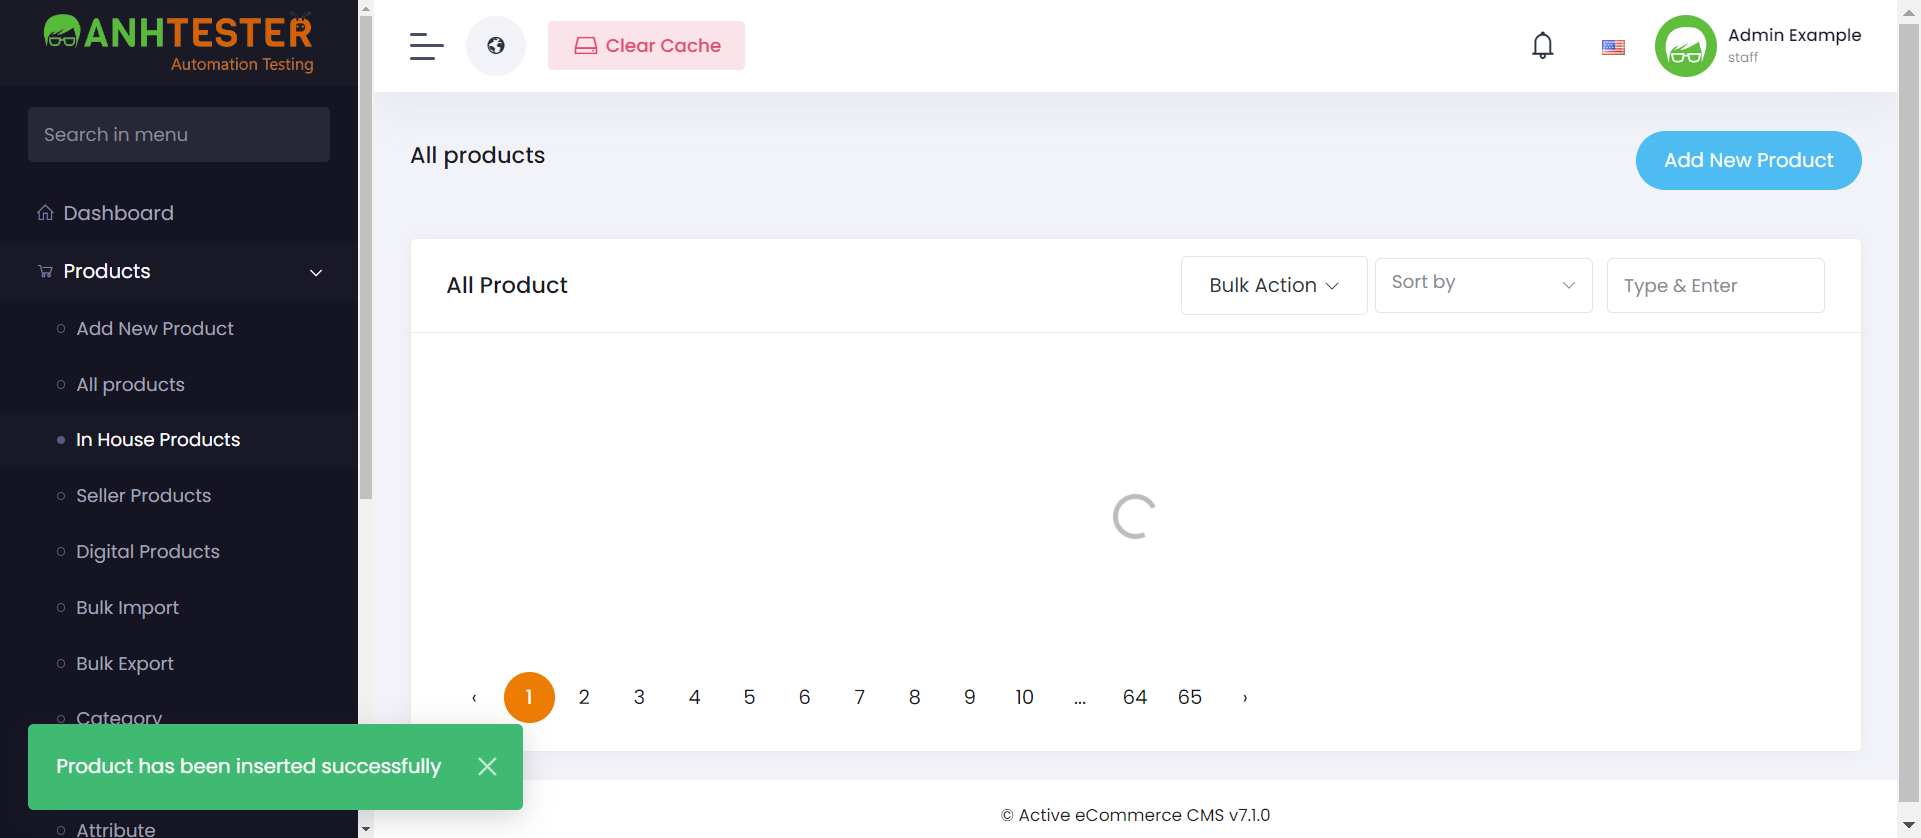 ANHTESTER
Automation Testing
Search in menu
Dashboard
Products
Add New Product
All products
In House Products
Seller Products
Digital Products
Bulk Import
Bulk Export
Category
Product has been inserted successfully
Attribute
Clear Cache
Admin Example
staff
All products
Add New Product
All Product
Bulk Action
Sort by
Type & Enter
‹ 1 2 3 4 5 6 7 8 9 10 ... 64 65 ›
© Active eCommerce CMS v7.1.0